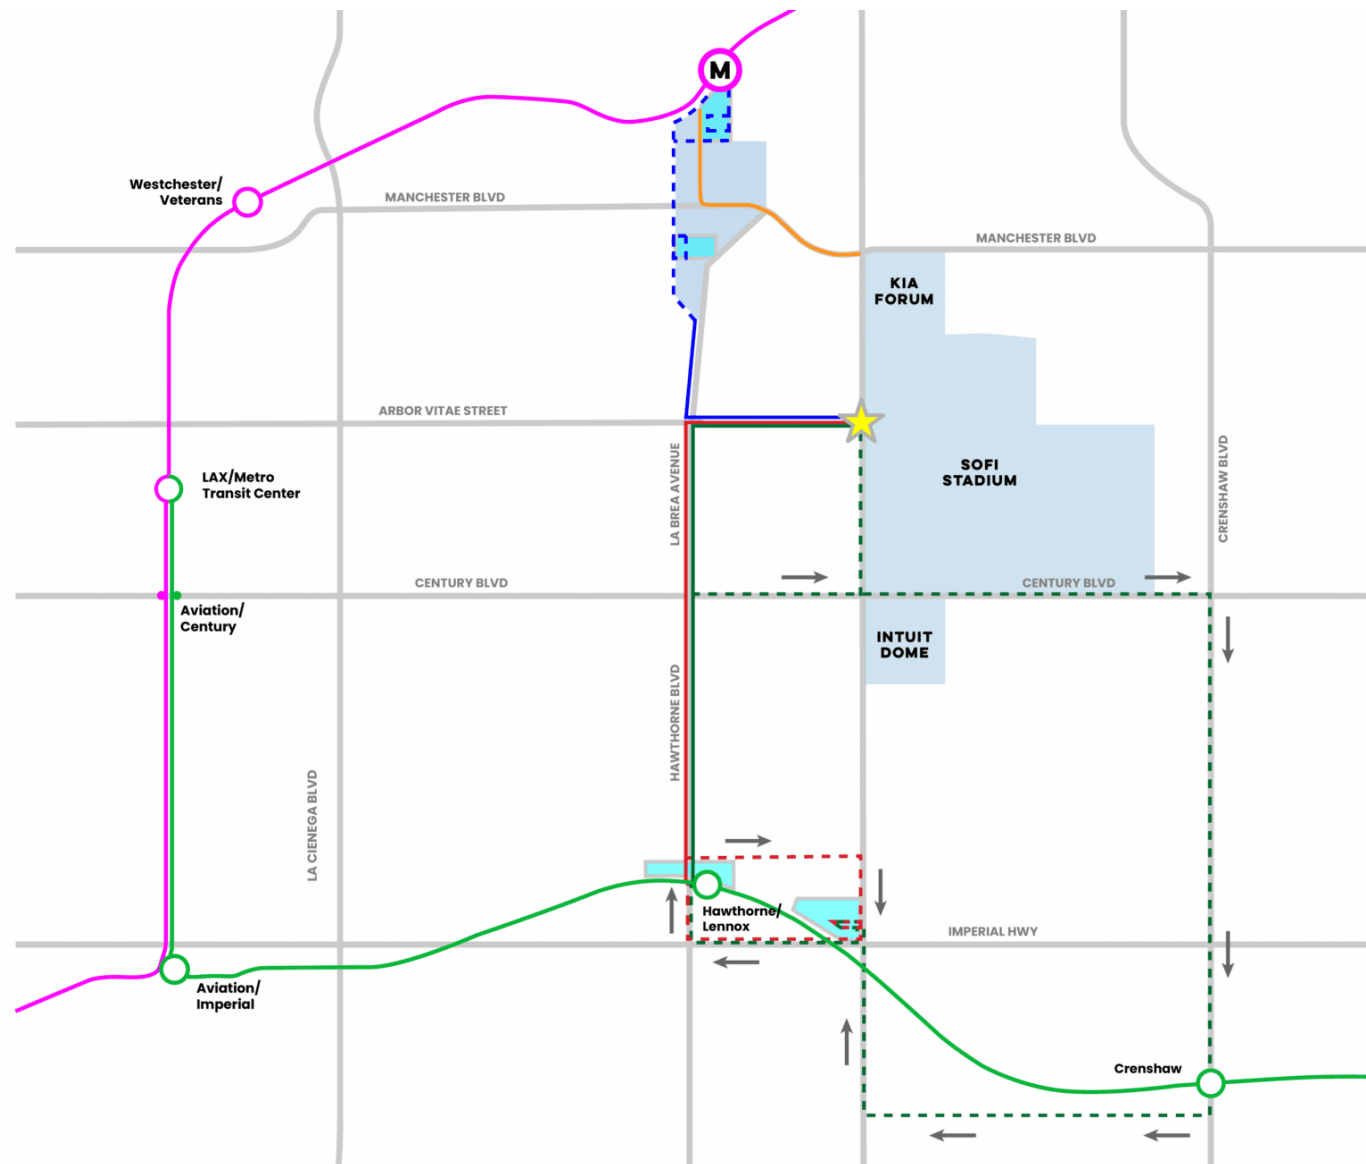 M
Westchester/
Veterans
MANCHESTER BLVD
MANCHESTER BLVD
KIA
FORUM
ARBOR VITAE STREET
LA BREA AVENUE
CRENSHAW BLVD
SOFI
STADIUM
LAX/Metro
Transit Center
CENTURY BLVD
CENTURY BLVD
Aviation/
Century
INTUIT
DOME
HAWTHORNE BLVD
LA CIENEGA BLVD
Hawthorne/
Lennox
IMPERIAL HWY
Aviation/
Imperial
Crenshaw